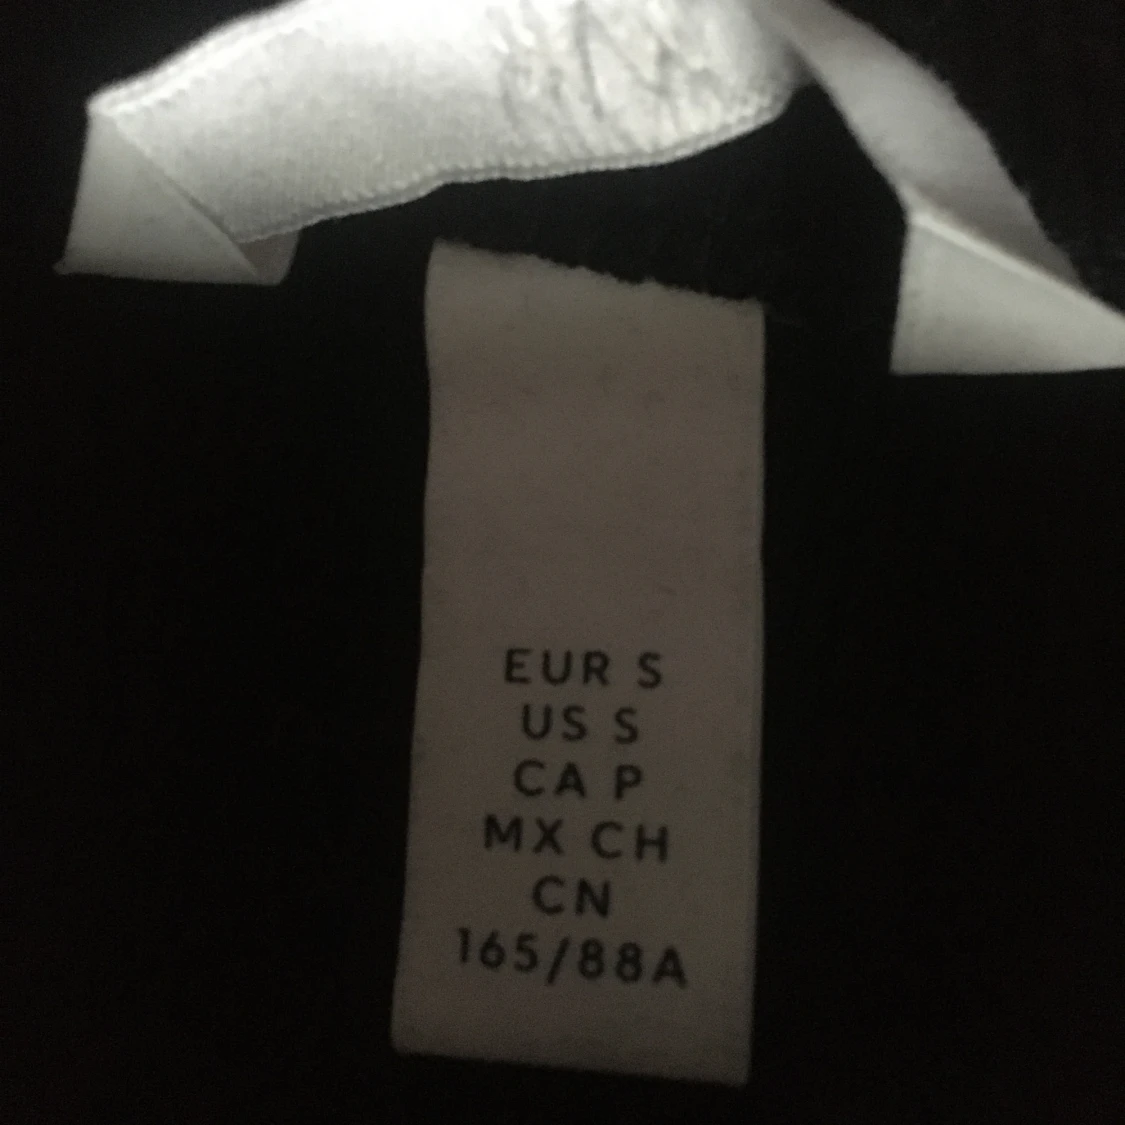 EUR S
US S
CA P
MX CH
CN
165/88A